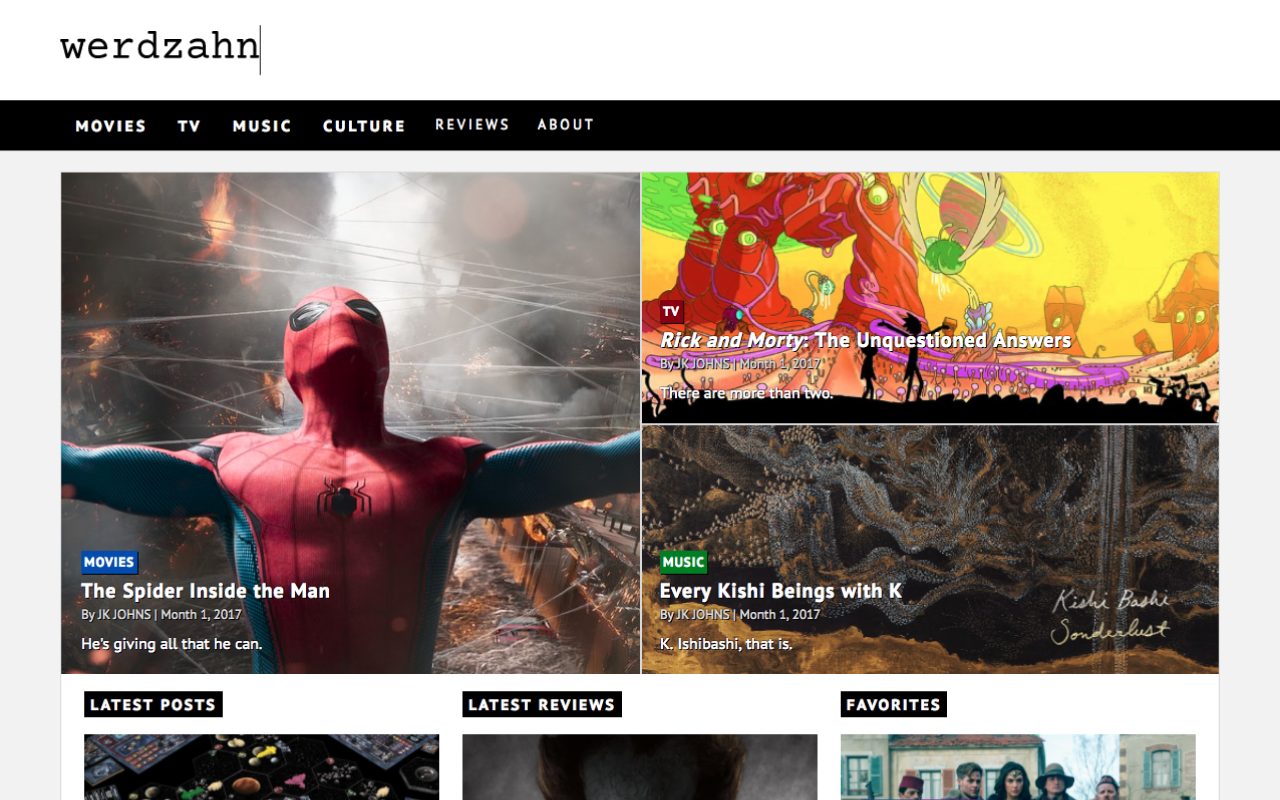 werdzahn
MOVIES TV MUSIC CULTURE REVIEWS ABOUT
TV
Rick and Morty: The Unquestioned Answers
By JK JOHNS | Month 1, 2017
There are more than two.
MOVIES
The Spider Inside the Man
By JK JOHNS | Month 1, 2017
He's giving all that he can.
MUSIC
Every Kishi Beings with K
By JK JOHNS | Month 1, 2017
K. Ishibashi, that is.
Kishi Bashi
Sonderlust
LATEST POSTS
LATEST REVIEWS
FAVORITES